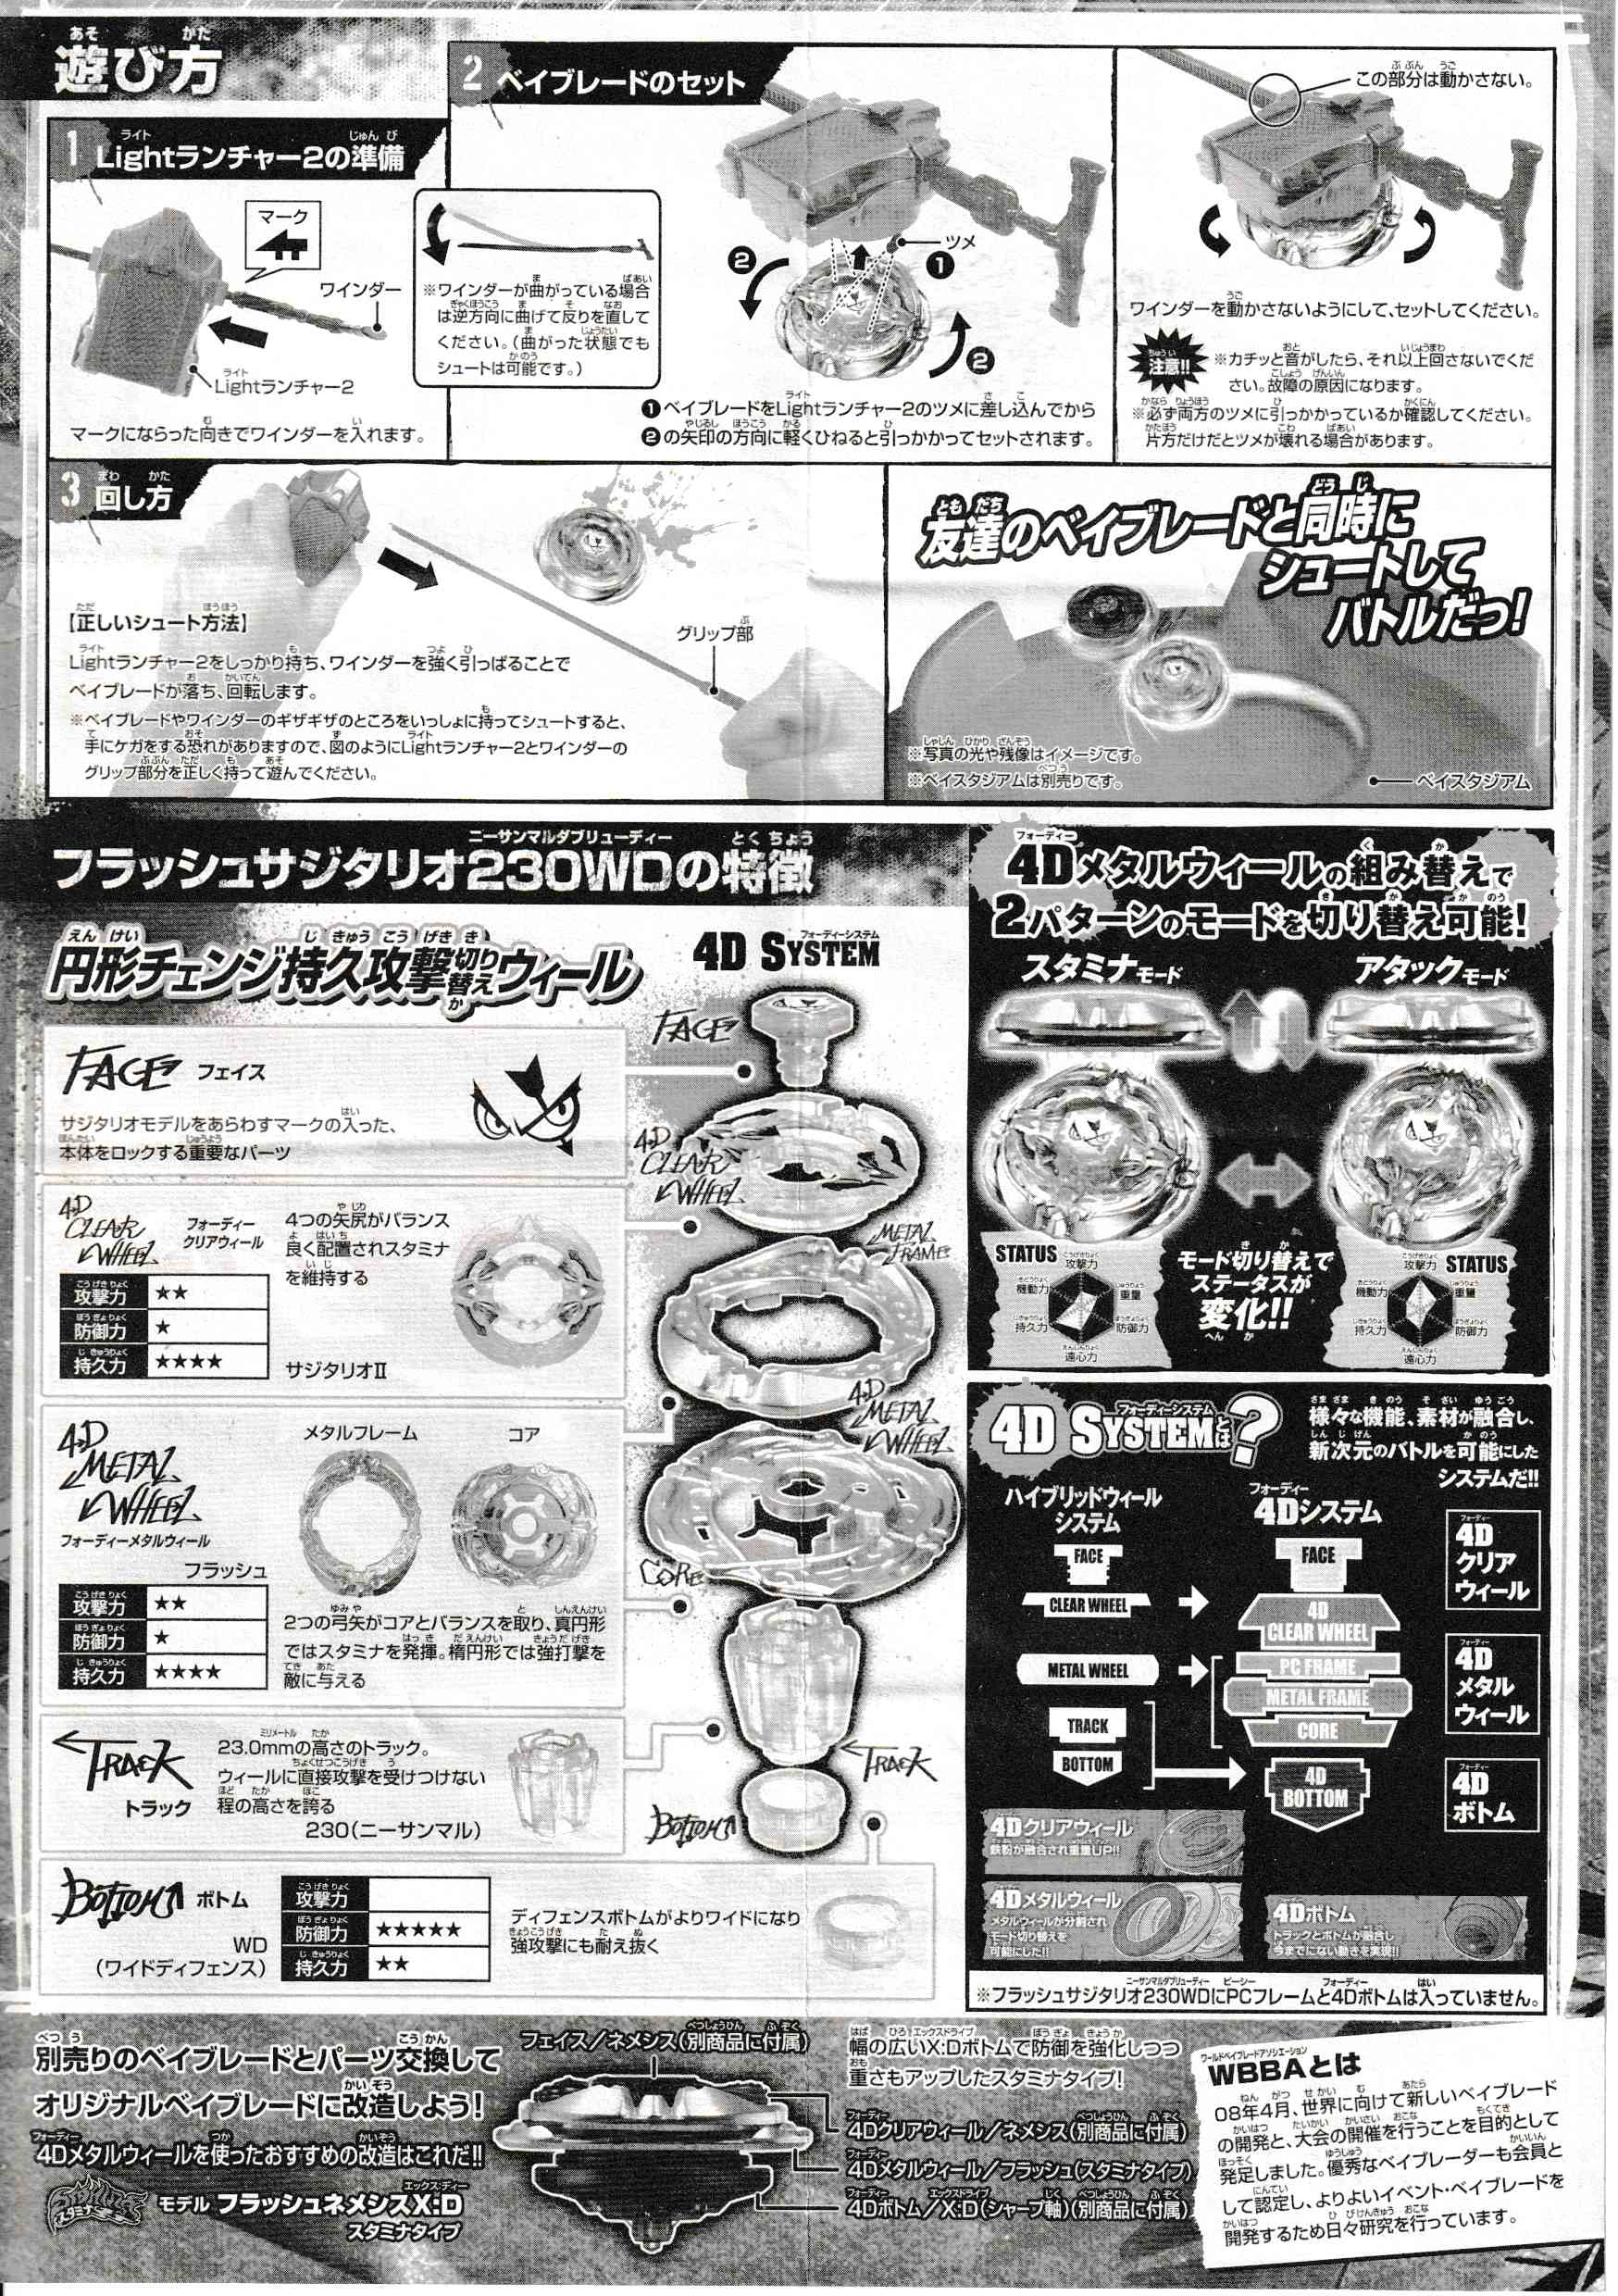 遊び方
1 Lightランチャー2の準備
マーク
ワインダー
Lightランチャー2
マークにならった向きでワインダーを入れます。
※ワインダーが曲がっている場合
は逆方向に曲げて反りを直して
ください。(曲がった状態でも
シュートは可能です。)
2 ベイブレードのセット
ツメ
❶
❷
❷
❶ベイブレードをLightランチャー2のツメに差し込んでから
❷の矢印の方向に軽くひねると引っかかってセットされます。
この部分は動かさない。
ワインダーを動かさないようにして、セットしてください。
注意!!
※カチッと音がしたら、それ以上回さないでくだ
さい。故障の原因になります。
※必ず両方のツメに引っかかっているか確認してください。
片方だけだとツメが壊れる場合があります。
3 回し方
【正しいシュート方法】
Lightランチャー2をしっかり持ち、ワインダーを強く引っぱることで
ベイブレードが落ち、回転します。
※ベイブレードやワインダーのギザギザのところをいっしょに持ってシュートすると、
手にケガをする恐れがありますので、図のようにLightランチャー2とワインダーの
グリップ部分を正しく持って遊んでください。
グリップ部
友達のベイブレードと同時に
シュートして
バトルだっ!
※写真の光や残像はイメージです。
※ベイスタジアムは別売りです。
ベイスタジアム
フラッシュサジタリオ230WDの特徴
円形チェンジ持久攻撃切り替えウィール
4D SYSTEM
FACE フェイス
サジタリオモデルをあらわすマークの入った、
本体をロックする重要なパーツ
4D CLEAR WHEEL
フォーディー
クリアウィール
攻撃力 ★★
防御力 ★
持久力 ★★★★
4つの矢尻がバランス
良く配置されスタミナ
を維持する
サジタリオⅡ
4D METAL WHEEL
フォーディーメタルウィール
フラッシュ
メタルフレーム
コア
攻撃力 ★★
防御力 ★
持久力 ★★★★
2つの弓矢がコアとバランスを取り、真円形
ではスタミナを発揮。楕円形では強打撃を
敵に与える
TRACK
トラック
23.0mmの高さのトラック。
ウィールに直接攻撃を受けつけない
程の高さを誇る
230(ニーサンマル)
BOTTOM ボトム
WD
(ワイドディフェンス)
攻撃力
防御力 ★★★★★
持久力 ★★
ディフェンスボトムがよりワイドになり
強攻撃にも耐え抜く
FACE
4D CLEAR WHEEL
METAL FRAME
4D METAL WHEEL
CORE
TRACK
BOTTOM
4Dメタルウィールの組み替えで
2パターンのモードを切り替え可能!
スタミナモード
アタックモード
STATUS
攻撃力
重量
防御力
遠心力
持久力
機動力
モード切り替えで
ステータスが
変化!!
STATUS
攻撃力
重量
防御力
遠心力
持久力
機動力
4D SYSTEMとは?
様々な機能、素材が融合し、
新次元のバトルを可能にした
システムだ!!
ハイブリッドウィール
システム
FACE
CLEAR WHEEL
METAL WHEEL
TRACK
BOTTOM
4Dシステム
FACE
4D
CLEAR WHEEL
PC FRAME
METAL FRAME
CORE
4D
BOTTOM
4D
クリア
ウィール
4D
メタル
ウィール
4D
ボトム
4Dクリアウィール
鉄粉が融合され重量UP!!
4Dメタルウィール
メタルウィールが分割され
モード切り替えを
可能にした!!
4Dボトム
トラックとボトムが融合し
今までにない動きを実現!!
※フラッシュサジタリオ230WDにPCフレームと4Dボトムは入っていません。
別売りのベイブレードとパーツ交換して
オリジナルベイブレードに改造しよう!
4Dメタルウィールを使ったおすすめの改造はこれだ!!
スタミナ
モデル フラッシュネメシスX:D
スタミナタイプ
フェイス/ネメシス(別商品に付属)
幅の広いX:Dボトムで防御を強化しつつ
重さもアップしたスタミナタイプ!
4Dクリアウィール/ネメシス(別商品に付属)
4Dメタルウィール/フラッシュ(スタミナタイプ)
4Dボトム/X:D(シャープ軸)(別商品に付属)
WBBAとは
08年4月、世界に向けて新しいベイブレード
の開発と、大会の開催を行うことを目的として
発足しました。優秀なベイブレーダーも会員と
して認定し、よりよいイベント・ベイブレードを
開発するため日々研究を行っています。